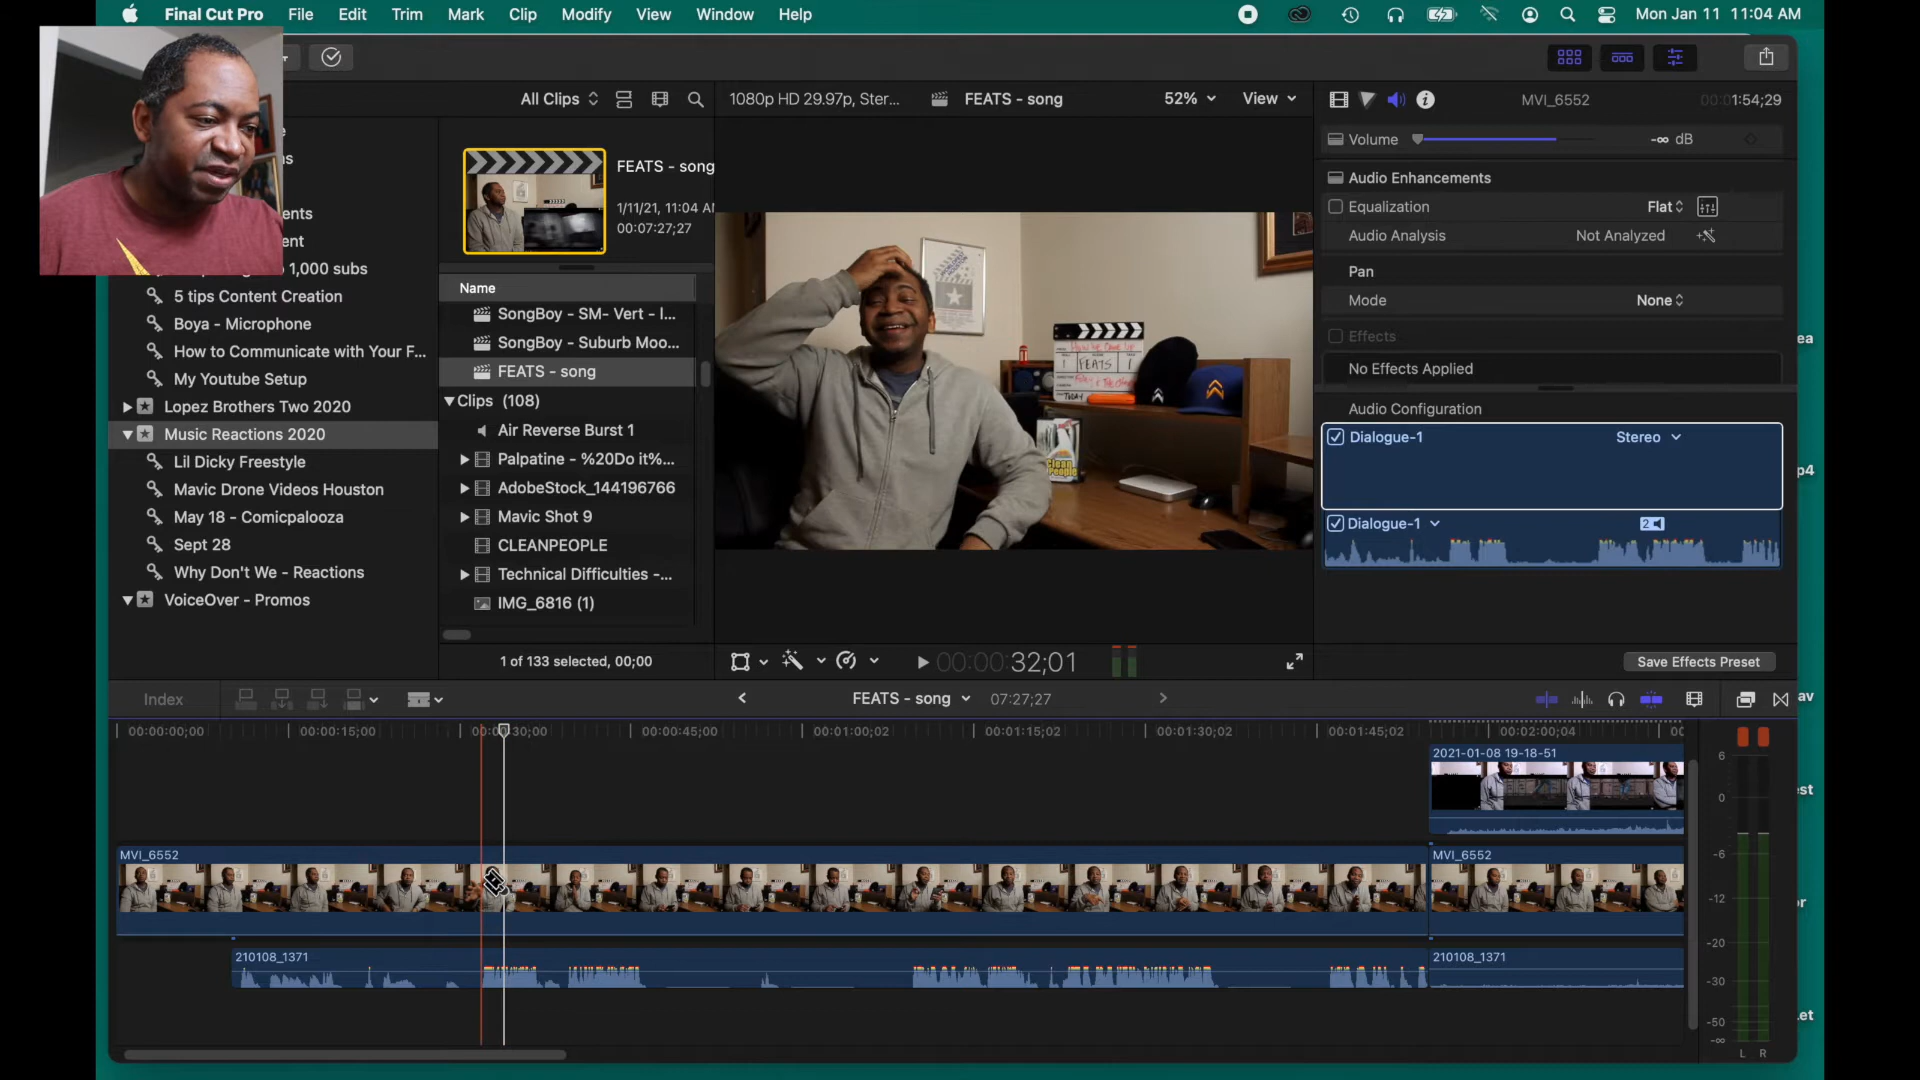 Final Cut Pro File Edit Trim Mark Clip Modify View Window Help Mon Jan 11 11:04 AM
All Clips 1080p HD 29.97p, Ster... FEATS - song 52% View MVI_6552 00:00:1:54;29
Volume -∞ dB
FEATS - song
1/11/21, 11:04 AM
00:07:27;27
Audio Enhancements
Equalization Flat
Audio Analysis Not Analyzed
Pan
Mode None
Effects
No Effects Applied
Audio Configuration
Dialogue-1 Stereo
Dialogue-1 2
Save Effects Preset
1,000 subs
5 tips Content Creation
Boya - Microphone
How to Communicate with Your F...
My Youtube Setup
Lopez Brothers Two 2020
Music Reactions 2020
Lil Dicky Freestyle
Mavic Drone Videos Houston
May 18 - Comicpalooza
Sept 28
Why Don't We - Reactions
VoiceOver - Promos
Name
SongBoy - SM- Vert - I...
SongBoy - Suburb Moo...
FEATS - song
Clips (108)
Air Reverse Burst 1
Palpatine - %20Do it%...
AdobeStock_144196766
Mavic Shot 9
CLEANPEOPLE
Technical Difficulties -...
IMG_6816 (1)
1 of 133 selected, 00;00
FEATS
Clean
People
00:00:32;01
Index FEATS - song 07:27;27
00:00:00;00 00:00:15;00 00:00:30;00 00:00:45;00 00:01:00;02 00:01:15;02 00:01:30;02 00:01:45;02 00:02:00;04
2021-01-08 19-18-51
MVI_6552 MVI_6552
210108_1371 210108_1371
6
0
-6
-12
-20
-30
-50
-∞
L R